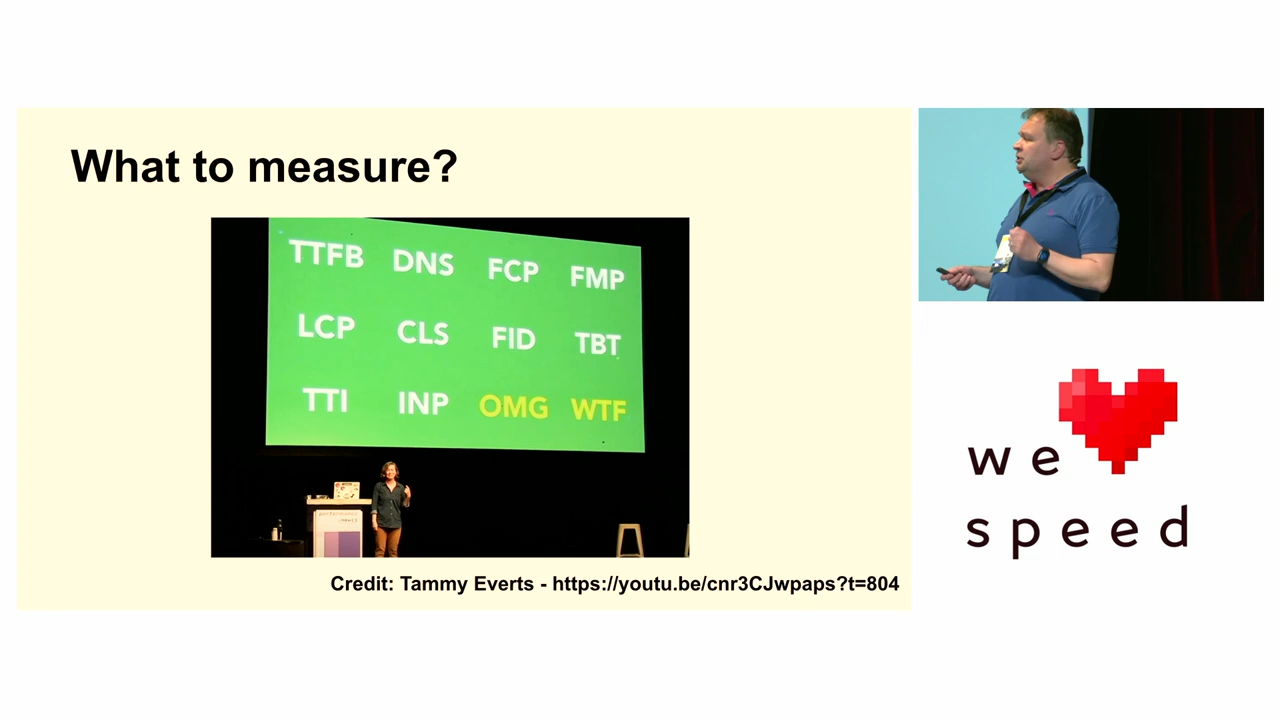 What to measure?
TTFB DNS FCP FMP
LCP CLS FID TBT
TTI INP OMG WTF
Credit: Tammy Everts - https://youtu.be/cnr3CJwpaps?t=804
we
speed